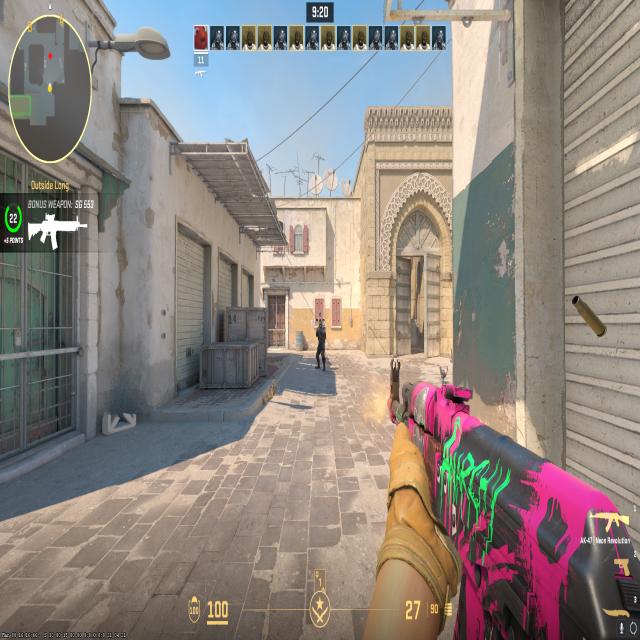 9:20
11
Outside Long
BONUS WEAPON: SG 553
22
+5 POINTS
AK-47 | Neon Revolution
100
27 90